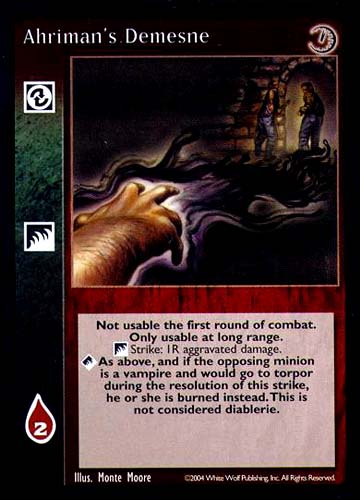 Ahriman's Demesne
Not usable the first round of combat.
Only usable at long range.
Strike: 1R aggravated damage.
As above, and if the opposing minion
is a vampire and would go to torpor
during the resolution of this strike,
he or she is burned instead. This is
not considered diablerie.
2
Illus. Monte Moore
©2004 White Wolf Publishing, Inc. All Rights Reserved.